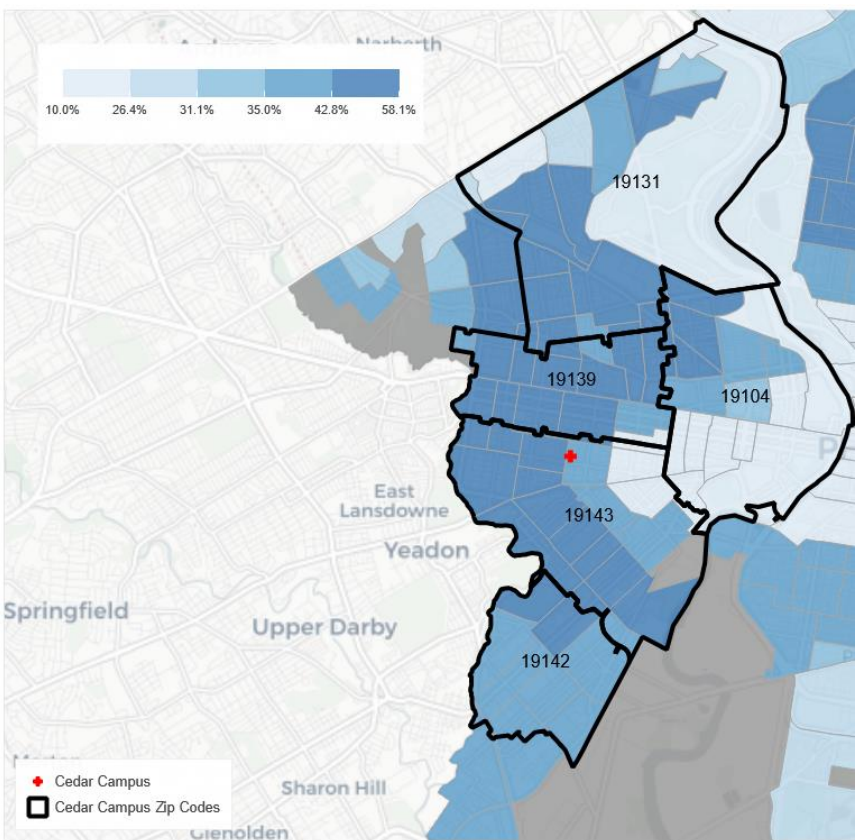 Narberth
10.0% 26.4% 31.1% 35.0% 42.8% 58.1%
19131
19139
19104
East
Lansdowne
19143
Yeadon
Springfield
Upper Darby
19142
Cedar Campus
Sharon Hill
Cedar Campus Zip Codes
Glenolden